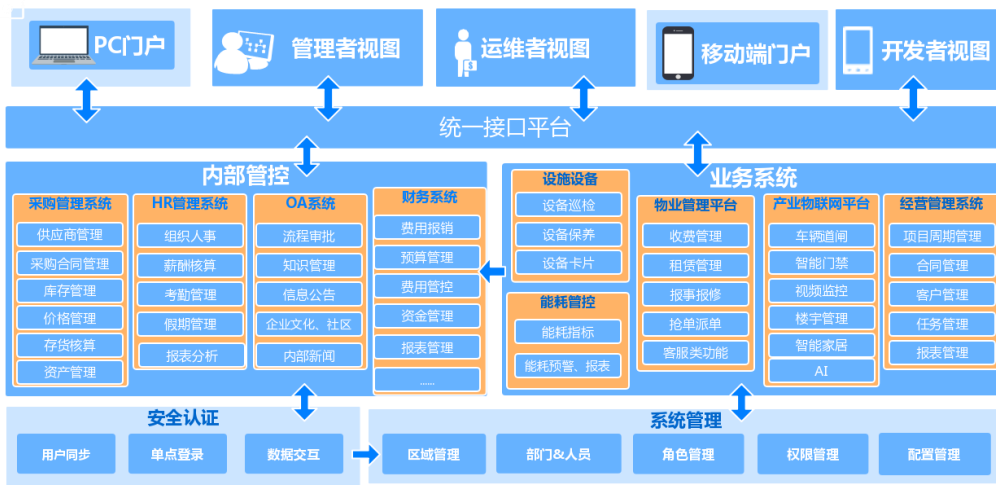 PC门户
管理者视图
运维者视图
移动端门户
开发者视图
统一接口平台
内部管控
采购管理系统
供应商管理
采购合同管理
库存管理
价格管理
存货核算
资产管理
HR管理系统
组织人事
薪酬核算
考勤管理
假期管理
报表分析
OA系统
流程审批
知识管理
信息公告
企业文化、社区
内部新闻
财务系统
费用报销
预算管理
费用管控
资金管理
报表管理
......
业务系统
设施设备
设备巡检
设备保养
设备卡片
能耗管控
能耗指标
能耗预警、报表
物业管理平台
收费管理
租赁管理
报事报修
抢单派单
客服类功能
产业物联网平台
车辆道闸
智能门禁
视频监控
楼宇管理
智能家居
AI
经营管理系统
项目周期管理
合同管理
客户管理
任务管理
报表管理
安全认证
用户同步
单点登录
数据交互
系统管理
区域管理
部门&人员
角色管理
权限管理
配置管理